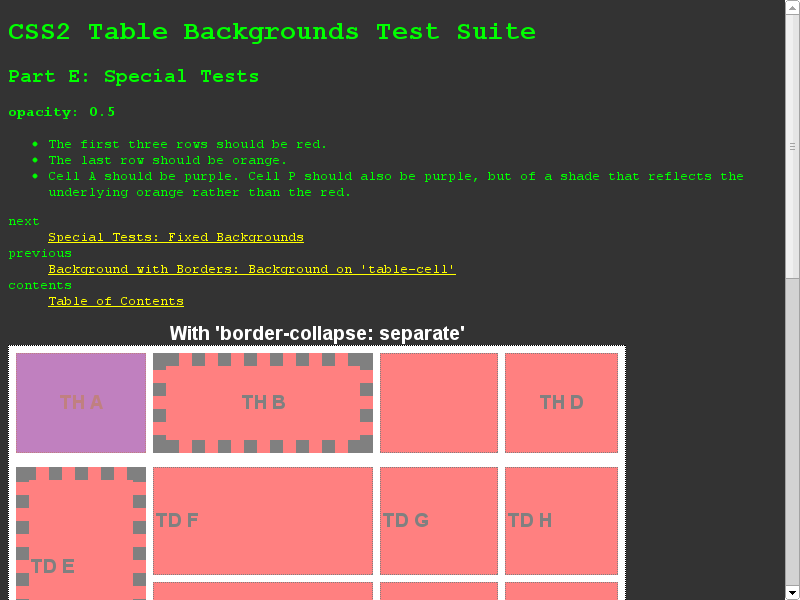 CSS2 Table Backgrounds Test Suite
Part E: Special Tests
opacity: 0.5
The first three rows should be red.
The last row should be orange.
Cell A should be purple. Cell P should also be purple, but of a shade that reflects the
underlying orange rather than the red.
next
Special Tests: Fixed Backgrounds
previous
Background with Borders: Background on 'table-cell'
contents
Table of Contents
With 'border-collapse: separate'
TH A
TH B
TH D
TD F
TD G
TD H
TD E